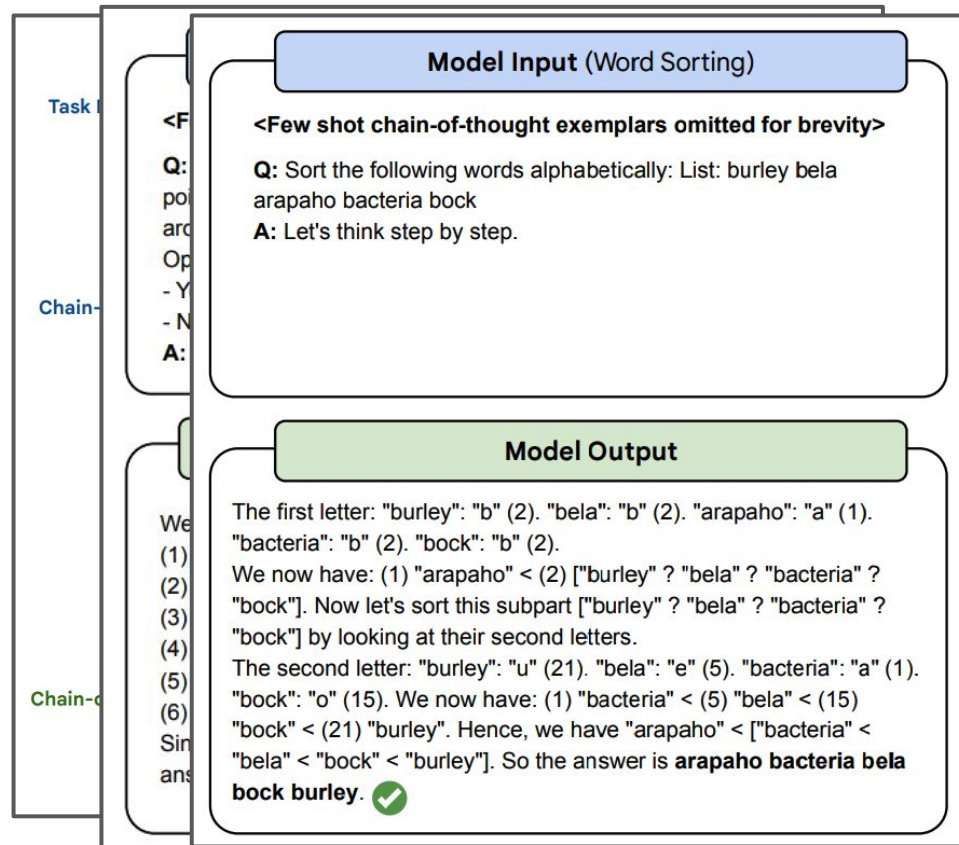 Task
Chain-
Chain-
<F
Q:
poi
Op
- Y
- N
A:
We
(1)
(2)
(3)
(4)
(5)
(6)
Sin
ans
Model Input (Word Sorting)
<Few shot chain-of-thought exemplars omitted for brevity>
Q: Sort the following words alphabetically: List: burley bela
arapaho bacteria bock
A: Let's think step by step.
Model Output
The first letter: "burley": "b" (2). "bela": "b" (2). "arapaho": "a" (1).
"bacteria": "b" (2). "bock": "b" (2).
We now have: (1) "arapaho" < (2) ["burley" ? "bela" ? "bacteria" ?
"bock"]. Now let's sort this subpart ["burley" ? "bela" ? "bacteria" ?
"bock"] by looking at their second letters.
The second letter: "burley": "u" (21). "bela": "e" (5). "bacteria": "a" (1).
"bock": "o" (15). We now have: (1) "bacteria" < (5) "bela" < (15)
"bock" < (21) "burley". Hence, we have "arapaho" < ["bacteria" <
"bela" < "bock" < "burley"]. So the answer is arapaho bacteria bela
bock burley.